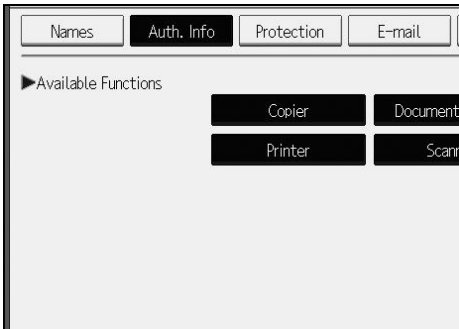 Names Auth. Info Protection E-mail
▶Available Functions
Copier Document
Printer Scann